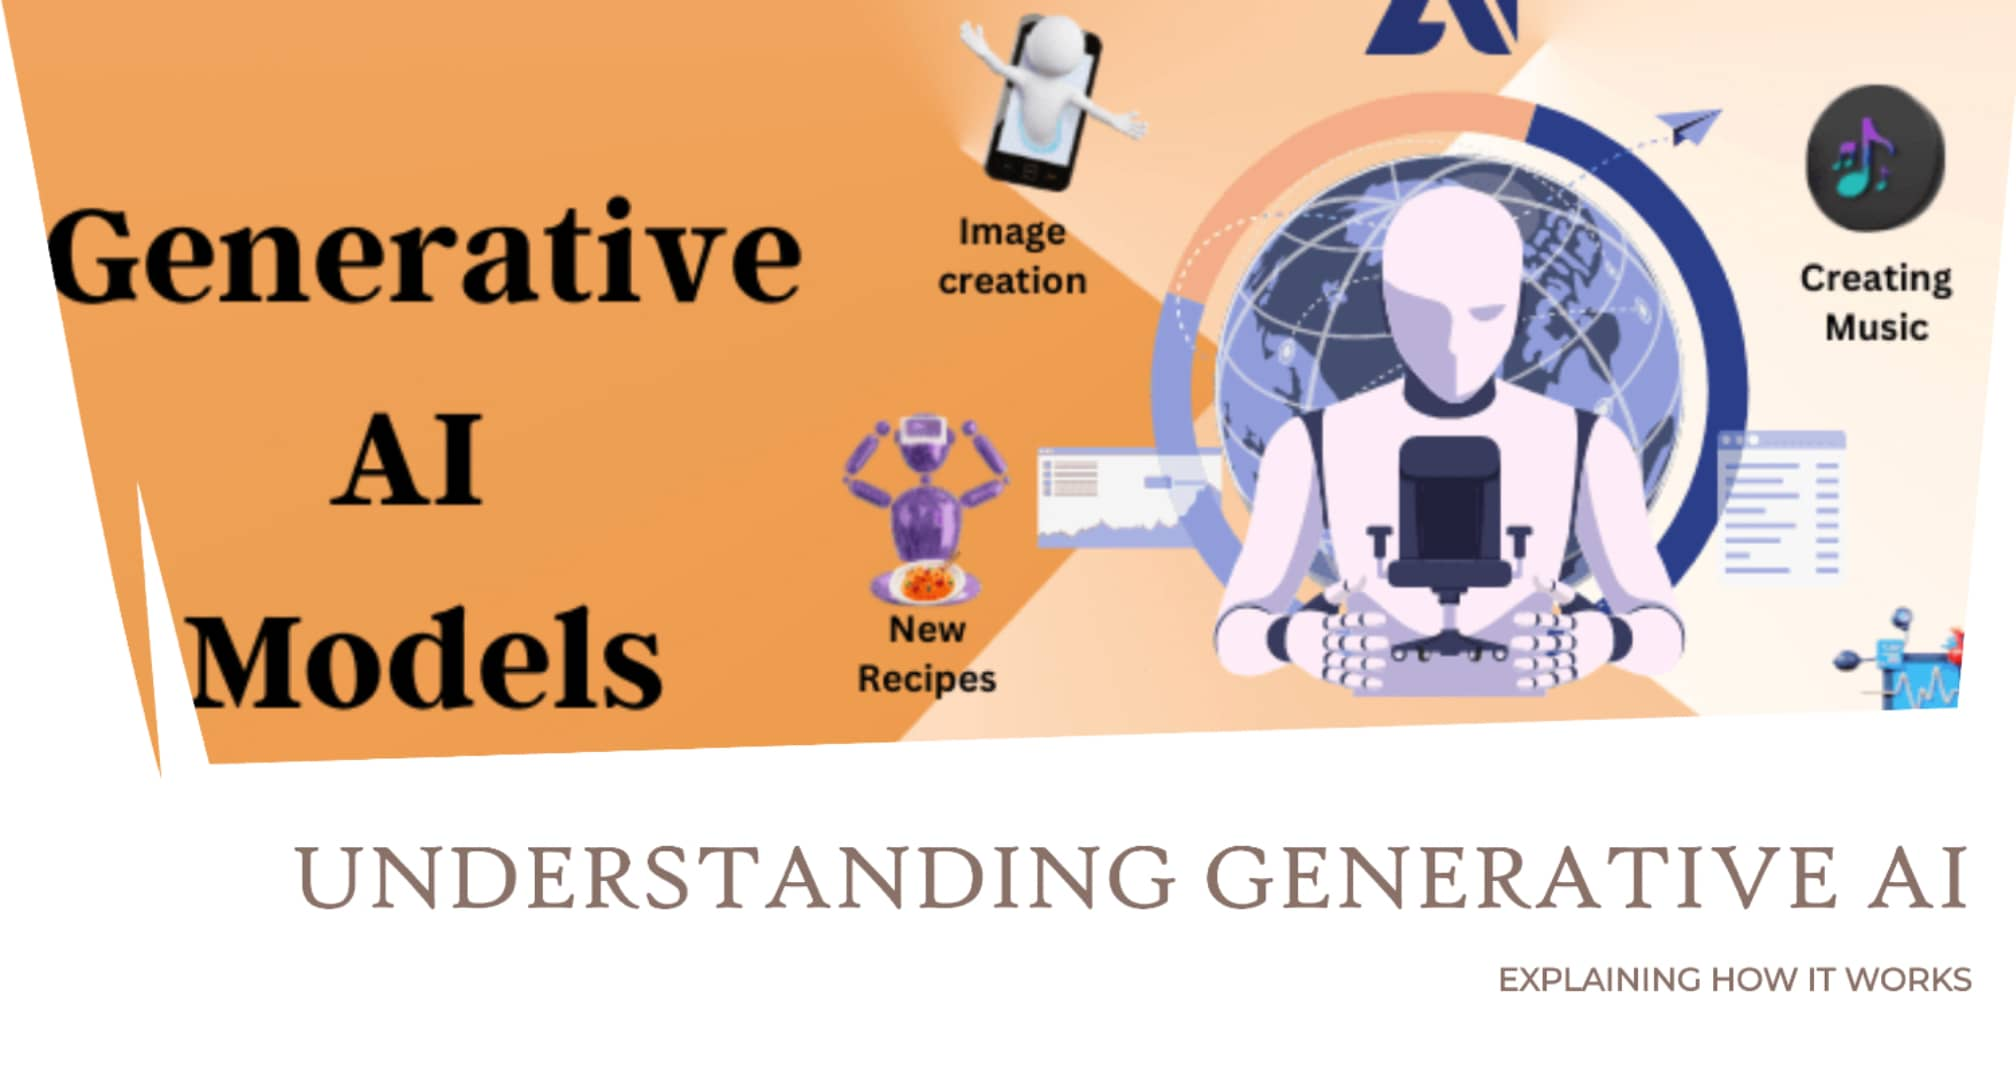 Generative
AI
Models
Image
creation
New
Recipes
Creating
Music
UNDERSTANDING GENERATIVE AI
EXPLAINING HOW IT WORKS